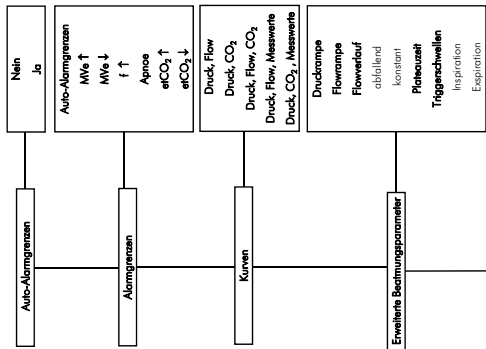 Auto-Alarmgrenzen
Nein
Ja
Alarmgrenzen
Auto-Alarmgrenzen
MVe ↑
MVe ↓
f ↑
Apnoe
etCO₂ ↑
etCO₂ ↓
Kurven
Druck, Flow
Druck, CO₂
Druck, Flow, CO₂
Druck, Flow, Messwerte
Druck, CO₂ , Messwerte
Erweiterte Beatmungsparameter
Druckrampe
Flowrampe
Flowverlauf
abfallend
konstant
Plateauzeit
Triggerschwellen
Inspiration
Exspiration